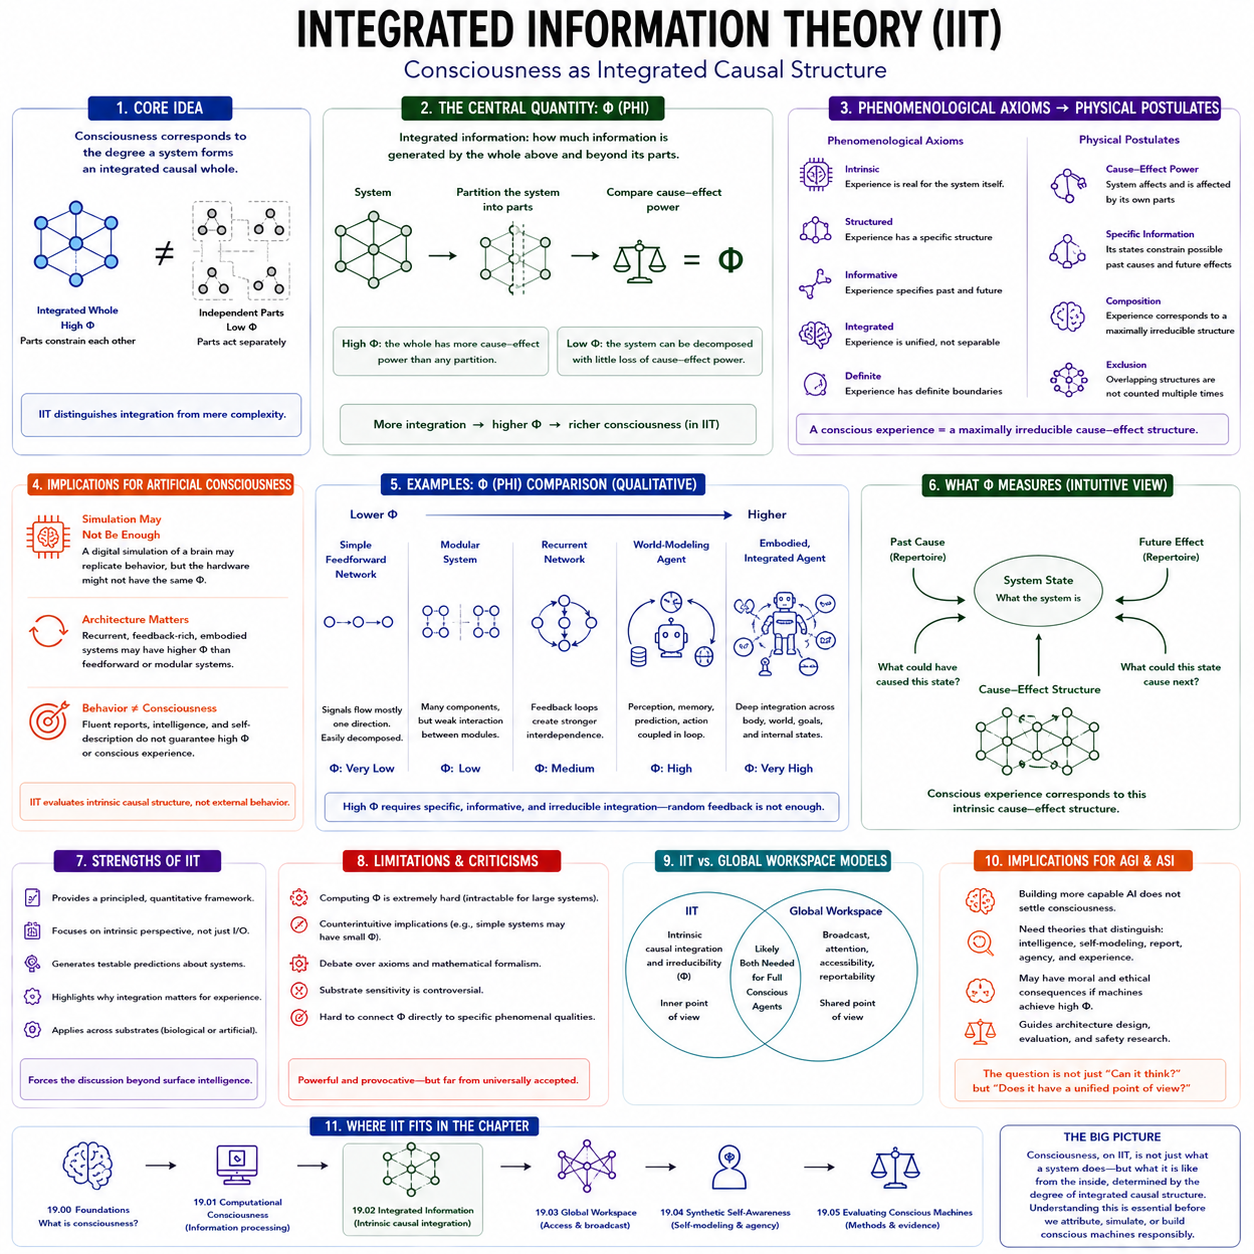 INTEGRATED INFORMATION THEORY (IIT)
Consciousness as Integrated Causal Structure
1. CORE IDEA
Consciousness corresponds to
the degree a system forms
an integrated causal whole.
≠
Integrated Whole
High Φ
Parts constrain each other
Independent Parts
Low Φ
Parts act separately
IIT distinguishes integration from mere complexity.
2. THE CENTRAL QUANTITY: Φ (PHI)
Integrated information: how much information is
generated by the whole above and beyond its parts.
System
Partition the system
into parts
Compare cause–effect
power
= Φ
High Φ: the whole has more cause–effect
power than any partition.
Low Φ: the system can be decomposed
with little loss of cause–effect power.
More integration → higher Φ → richer consciousness (in IIT)
3. PHENOMENOLOGICAL AXIOMS → PHYSICAL POSTULATES
Phenomenological Axioms
Intrinsic
Experience is real for the system itself.
Structured
Experience has a specific structure
Informative
Experience specifies past and future
Integrated
Experience is unified, not separable
Definite
Experience has definite boundaries
Physical Postulates
Cause–Effect Power
System affects and is affected
by its own parts
Specific Information
Its states constrain possible
past causes and future effects
Composition
Experience corresponds to a
maximally irreducible structure
Exclusion
Overlapping structures are
not counted multiple times
A conscious experience = a maximally irreducible cause–effect structure.
4. IMPLICATIONS FOR ARTIFICIAL CONSCIOUSNESS
Simulation May
Not Be Enough
A digital simulation of a brain may
replicate behavior, but the hardware
might not have the same Φ.
Architecture Matters
Recurrent, feedback-rich, embodied
systems may have higher Φ than
feedforward or modular systems.
Behavior ≠ Consciousness
Fluent reports, intelligence, and self-
description do not guarantee high Φ
or conscious experience.
IIT evaluates intrinsic causal structure, not external behavior.
5. EXAMPLES: Φ (PHI) COMPARISON (QUALITATIVE)
Lower Φ
Higher
Simple
Feedforward
Network
Signals flow mostly
one direction.
Easily decomposed.
Φ: Very Low
Modular
System
Many components,
but weak interaction
between modules.
Φ: Low
Recurrent
Network
Feedback loops
create stronger
interdependence.
Φ: Medium
World-Modeling
Agent
Perception, memory,
prediction, action
coupled in loop.
Φ: High
Embodied,
Integrated Agent
Deep integration across
body, world, goals,
and internal states.
Φ: Very High
High Φ requires specific, informative, and irreducible integration—random feedback is not enough.
6. WHAT Φ MEASURES (INTUITIVE VIEW)
Past Cause
(Repertoire)
Future Effect
(Repertoire)
System State
What the system is
What could have
caused this state?
What could this state
cause next?
Cause–Effect Structure
Conscious experience corresponds to this
intrinsic cause–effect structure.
7. STRENGTHS OF IIT
Provides a principled, quantitative framework.
Focuses on intrinsic perspective, not just I/O.
Generates testable predictions about systems.
Highlights why integration matters for experience.
Applies across substrates (biological or artificial).
Forces the discussion beyond surface intelligence.
8. LIMITATIONS & CRITICISMS
Computing Φ is extremely hard (intractable for large systems).
Counterintuitive implications (e.g., simple systems may
have small Φ).
Debate over axioms and mathematical formalism.
Substrate sensitivity is controversial.
Hard to connect Φ directly to specific phenomenal qualities.
Powerful and provocative—but far from universally accepted.
9. IIT vs. GLOBAL WORKSPACE MODELS
IIT
Intrinsic
causal integration
and irreducibility
(Φ)
Inner point
of view
Likely
Both Needed
for Full
Conscious
Agents
Global Workspace
Broadcast,
attention,
accessibility,
reportability
Shared point
of view
10. IMPLICATIONS FOR AGI & ASI
Building more capable AI does not
settle consciousness.
Need theories that distinguish:
intelligence, self-modeling, report,
agency, and experience.
May have moral and ethical
consequences if machines
achieve high Φ.
Guides architecture design,
evaluation, and safety research.
The question is not just “Can it think?”
but “Does it have a unified point of view?”
11. WHERE IIT FITS IN THE CHAPTER
19.00 Foundations
What is consciousness?
19.01 Computational
Consciousness
(Information processing)
19.02 Integrated Information
(Intrinsic causal integration)
19.03 Global Workspace
(Access & broadcast)
19.04 Synthetic Self-Awareness
(Self-modeling & agency)
19.05 Evaluating Conscious Machines
(Methods & evidence)
THE BIG PICTURE
Consciousness, on IIT, is not just what
a system does—but what it is like
from the inside, determined by the
degree of integrated causal structure.
Understanding this is essential before
we attribute, simulate, or build
conscious machines responsibly.